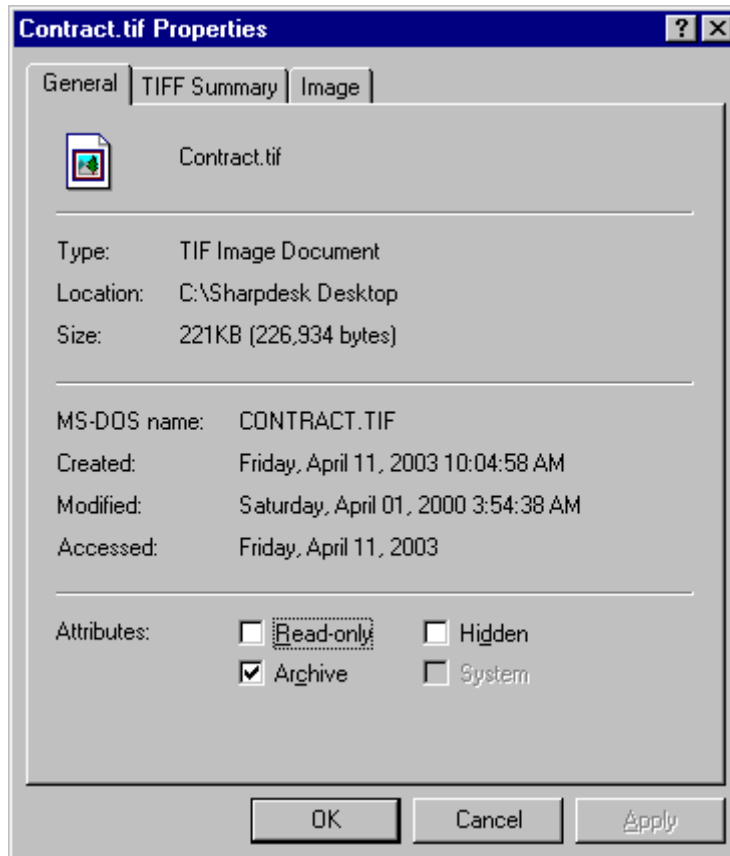 Contract.tif Properties
General TIFF Summary Image
Contract.tif
Type: TIF Image Document
Location: C:\Sharpdesk Desktop
Size: 221KB (226,934 bytes)
MS-DOS name: CONTRACT.TIF
Created: Friday, April 11, 2003 10:04:58 AM
Modified: Saturday, April 01, 2000 3:54:38 AM
Accessed: Friday, April 11, 2003
Attributes: Read-only Hidden
Archive System
OK Cancel Apply